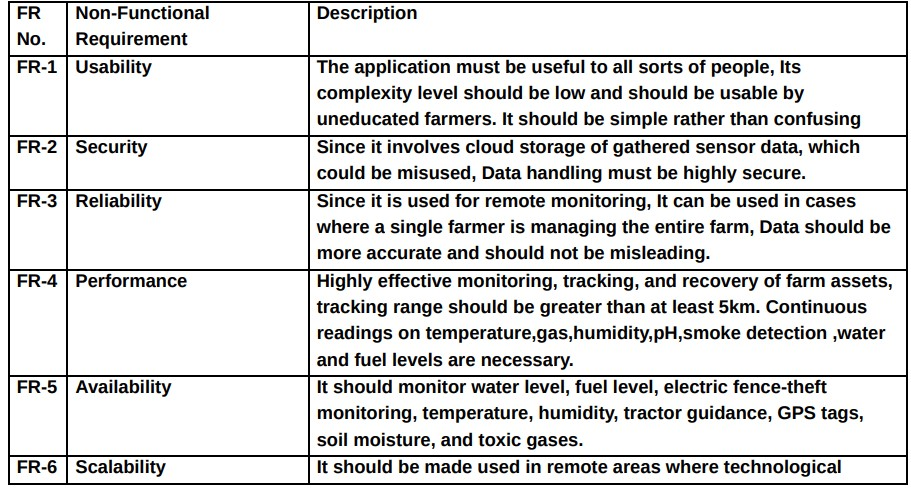 FR Non-Functional Description
No. Requirement
FR-1 Usability The application must be useful to all sorts of people, Its
complexity level should be low and should be usable by
uneducated farmers. It should be simple rather than confusing
FR-2 Security Since it involves cloud storage of gathered sensor data, which
could be misused, Data handling must be highly secure.
FR-3 Reliability Since it is used for remote monitoring, It can be used in cases
where a single farmer is managing the entire farm, Data should be
more accurate and should not be misleading.
FR-4 Performance Highly effective monitoring, tracking, and recovery of farm assets,
tracking range should be greater than at least 5km. Continuous
readings on temperature,gas,humidity,pH,smoke detection ,water
and fuel levels are necessary.
FR-5 Availability It should monitor water level, fuel level, electric fence-theft
monitoring, temperature, humidity, tractor guidance, GPS tags,
soil moisture, and toxic gases.
FR-6 Scalability It should be made used in remote areas where technological